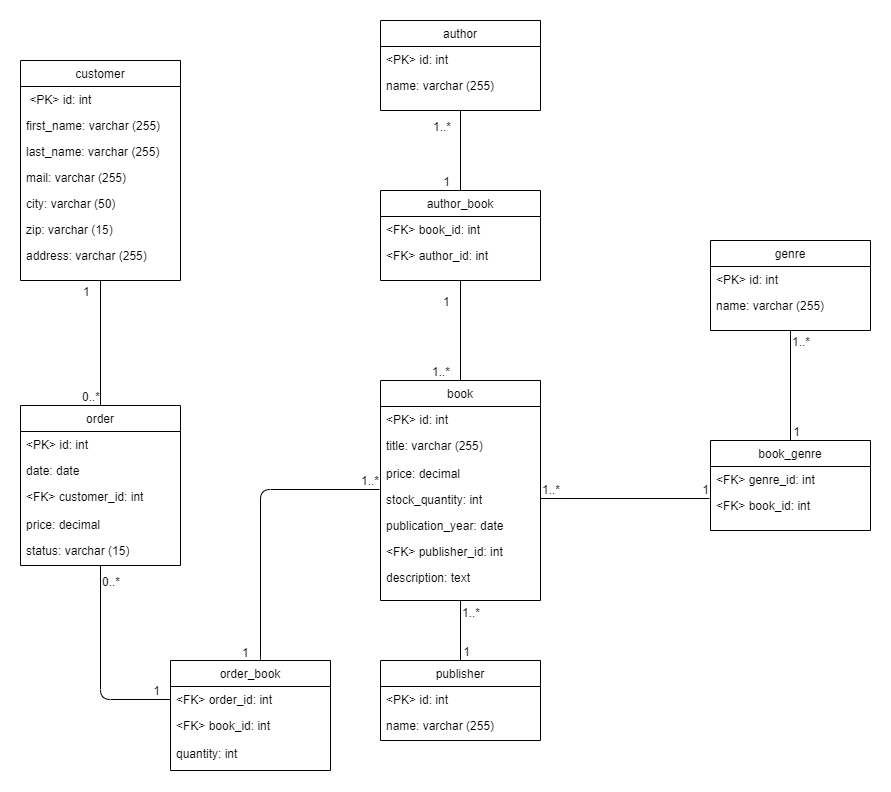 author
<PK> id: int
name: varchar (255)
1..*
1
customer
<PK> id: int
first_name: varchar (255)
last_name: varchar (255)
mail: varchar (255)
city: varchar (50)
zip: varchar (15)
address: varchar (255)
1
0..*
author_book
<FK> book_id: int
<FK> author_id: int
1
1..*
genre
<PK> id: int
name: varchar (255)
1..*
1
order
<PK> id: int
date: date
<FK> customer_id: int
price: decimal
status: varchar (15)
0..*
1
book
<PK> id: int
title: varchar (255)
price: decimal
stock_quantity: int
publication_year: date
<FK> publisher_id: int
description: text
1..*
1..*
1
1..*
1
book_genre
<FK> genre_id: int
<FK> book_id: int
1
order_book
<FK> order_id: int
<FK> book_id: int
quantity: int
publisher
<PK> id: int
name: varchar (255)